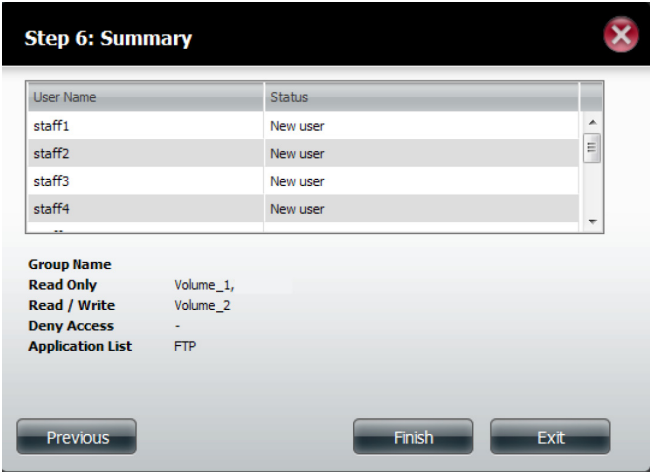 Step 6: Summary
User Name Status
staff1 New user
staff2 New user
staff3 New user
staff4 New user
Group Name
Read Only Volume_1,
Read / Write Volume_2
Deny Access -
Application List FTP
Previous Finish Exit